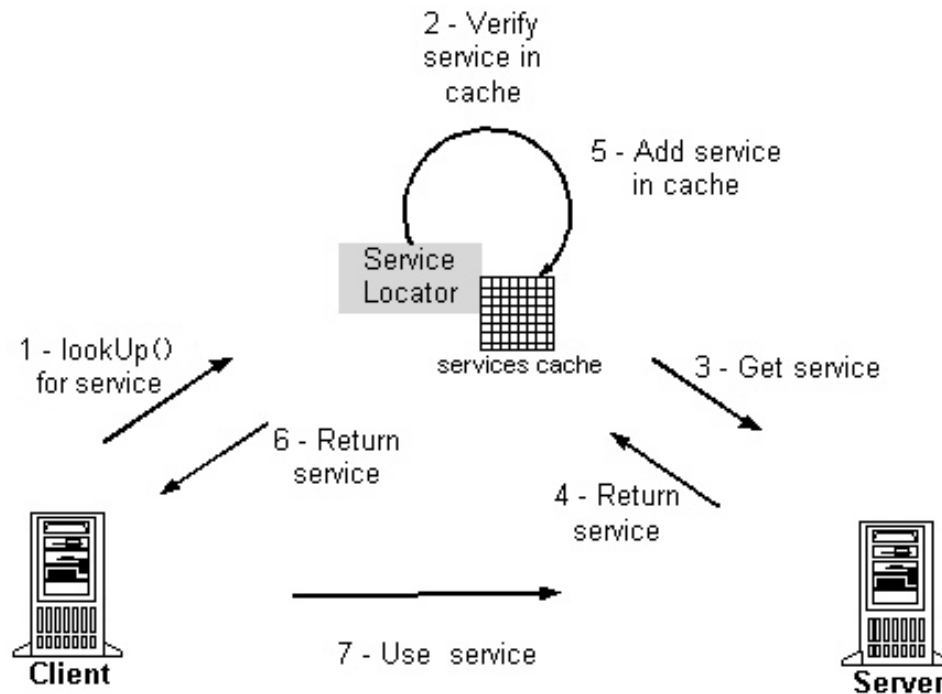 2 - Verify
service in
cache
5 - Add service
in cache
Service
Locator
services cache
1 - lookUp()
for service
3 - Get service
6 - Return
service
4 - Return
service
7 - Use service
Client
Server